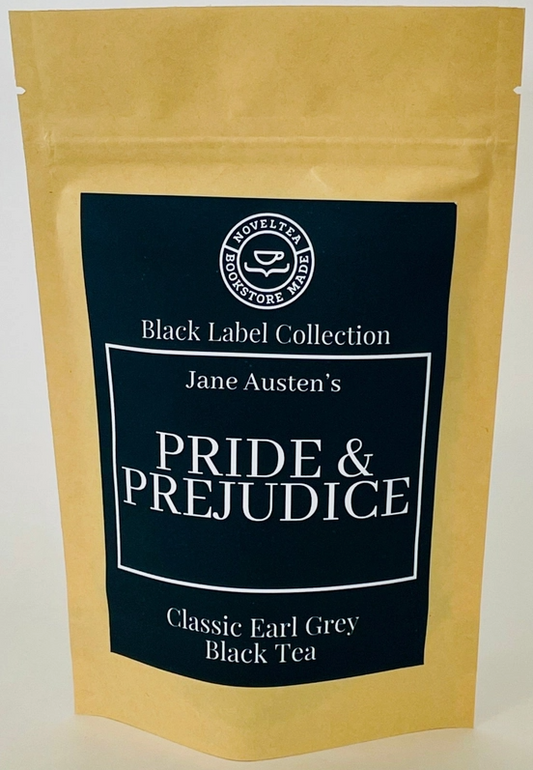 NOVELTEA
BOOKSTORE MADE
Black Label Collection
Jane Austen's
PRIDE &
PREJUDICE
Classic Earl Grey
Black Tea